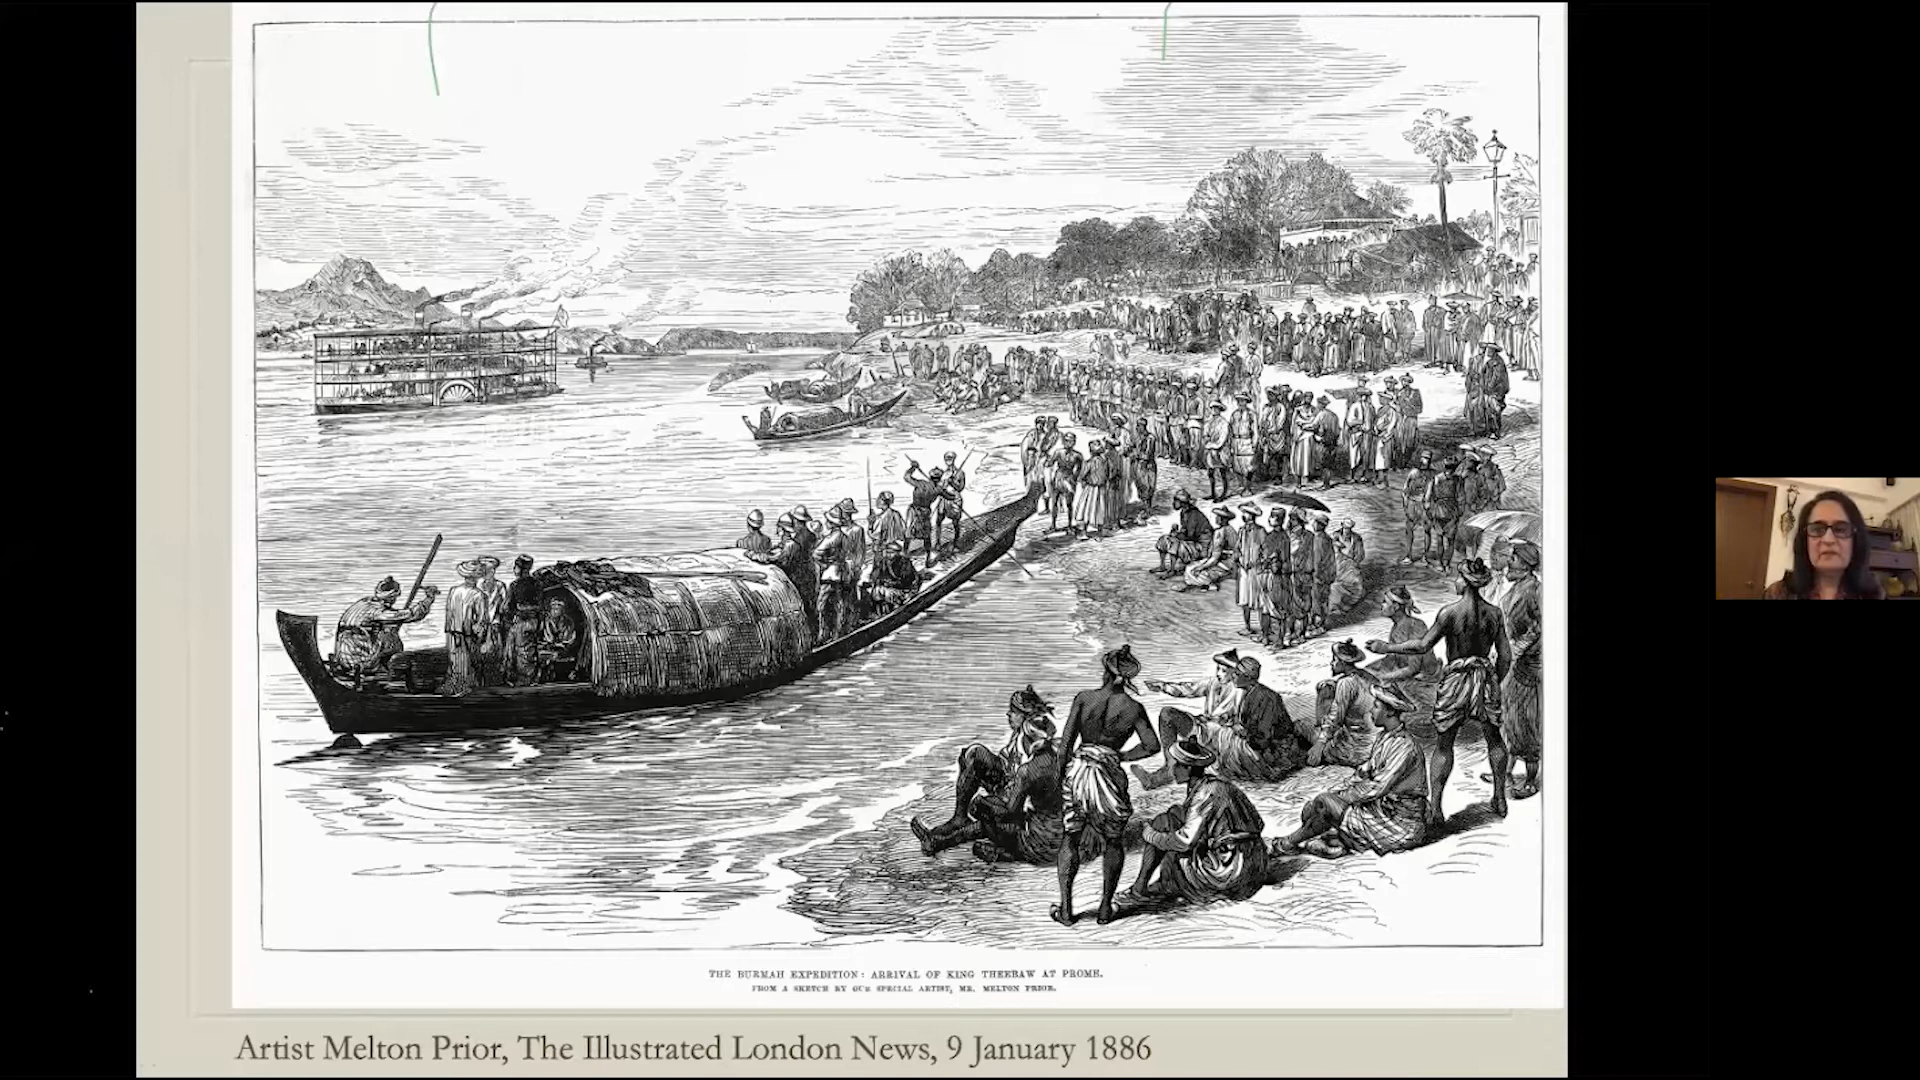 THE BURMAH EXPEDITION: ARRIVAL OF KING THEEBAW AT PROME.
FROM A SKETCH BY OUR SPECIAL ARTIST, MR. MELTON PRIOR.
Artist Melton Prior, The Illustrated London News, 9 January 1886